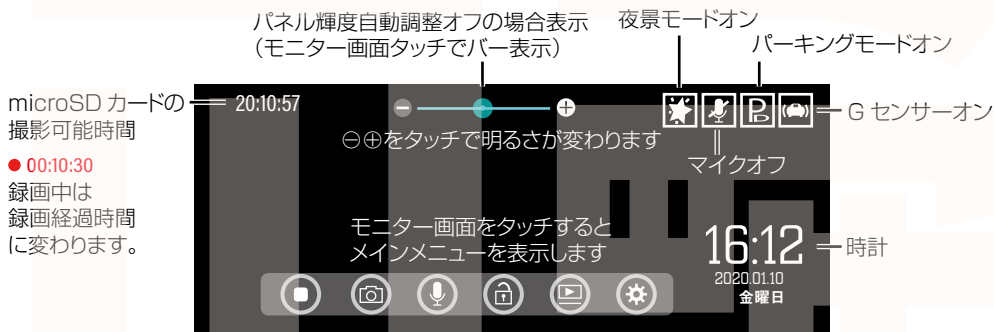 パネル輝度自動調整オフの場合表示
（モニター画面タッチでバー表示）
夜景モードオン
パーキングモードオン
microSD カードの
撮影可能時間
20:10:57
G センサーオン
⊖⊕をタッチで明るさが変わります
マイクオフ
● 00:10:30
録画中は
録画経過時間
に変わります。
モニター画面をタッチすると
メインメニューを表示します
16:12
時計
2020.01.10
金曜日